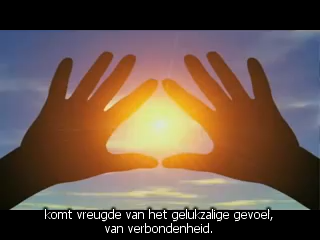 komt vreugde van het gelukzalige gevoel,
van verbondenheid.